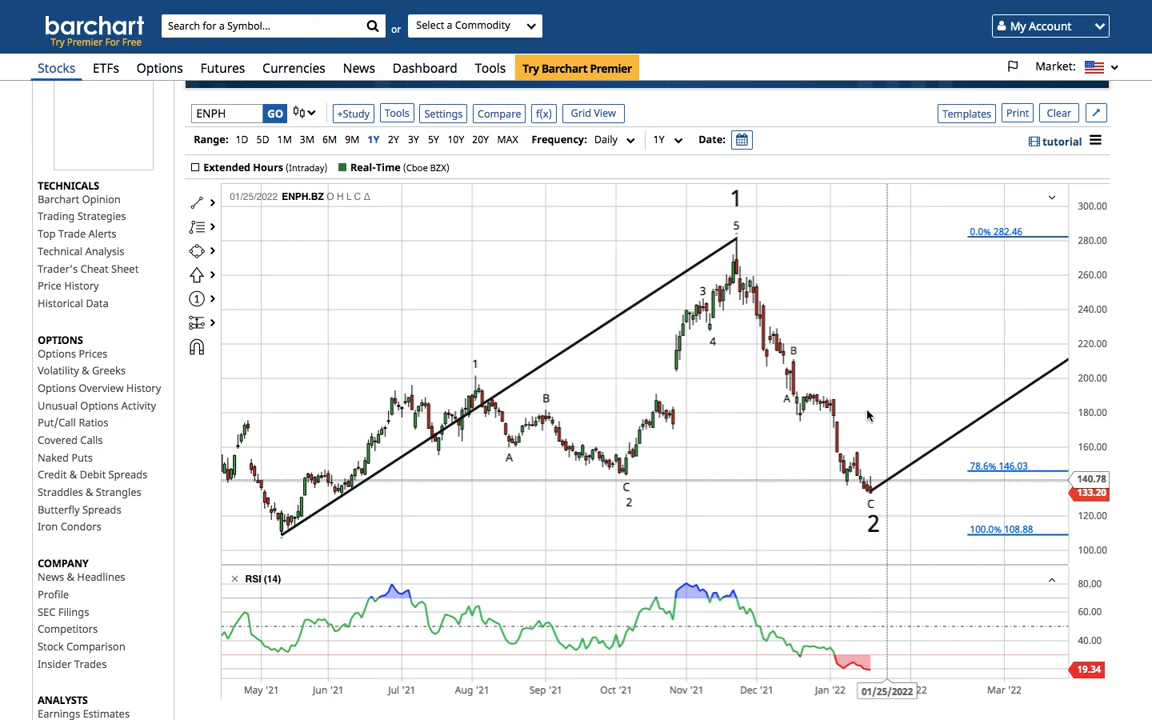 barchart
Try Premier For Free
Search for a Symbol...
or
Select a Commodity
My Account
Stocks ETFs Options Futures Currencies News Dashboard Tools Try Barchart Premier
Market:
ENPH GO +Study Tools Settings Compare f(x) Grid View Templates Print Clear
Range: 1D 5D 1M 3M 6M 9M 1Y 2Y 3Y 5Y 10Y 20Y MAX Frequency: Daily 1Y Date:
tutorial
Extended Hours (Intraday) Real-Time (Cboe BZX)
TECHNICALS
Barchart Opinion
Trading Strategies
Top Trade Alerts
Technical Analysis
Trader's Cheat Sheet
Price History
Historical Data
OPTIONS
Options Prices
Volatility & Greeks
Options Overview History
Unusual Options Activity
Put/Call Ratios
Covered Calls
Naked Puts
Credit & Debit Spreads
Straddles & Strangles
Butterfly Spreads
Iron Condors
COMPANY
News & Headlines
Profile
SEC Filings
Competitors
Stock Comparison
Insider Trades
ANALYSTS
Earnings Estimates
01/25/2022 ENPH.BZ O H L C Δ
1
1
5
3
4
1
A
B
C
2
A
B
C
2
0.0% 282.46
78.6% 146.03
100.0% 108.88
300.00
280.00
260.00
240.00
220.00
200.00
180.00
160.00
140.78
133.20
120.00
100.00
RSI (14)
80.00
60.00
40.00
19.34
May '21 Jun '21 Jul '21 Aug '21 Sep '21 Oct '21 Nov '21 Dec '21 Jan '22 01/25/2022 22 Mar '22